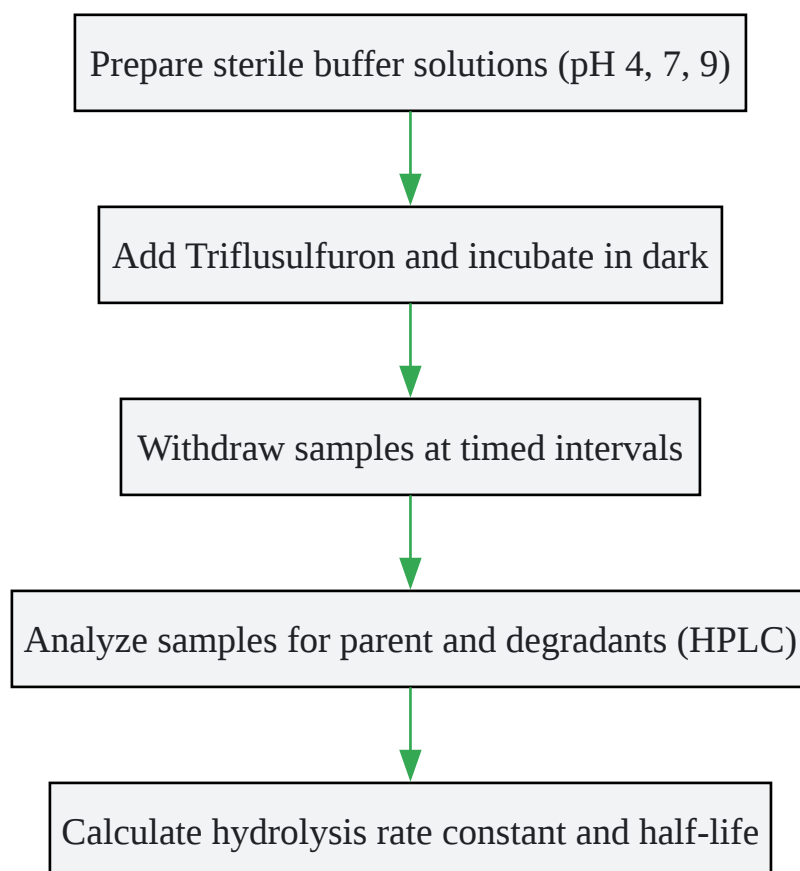 Prepare sterile buffer solutions (pH 4, 7, 9)
Add Triflusulfuron and incubate in dark
Withdraw samples at timed intervals
Analyze samples for parent and degradants (HPLC)
Calculate hydrolysis rate constant and half-life